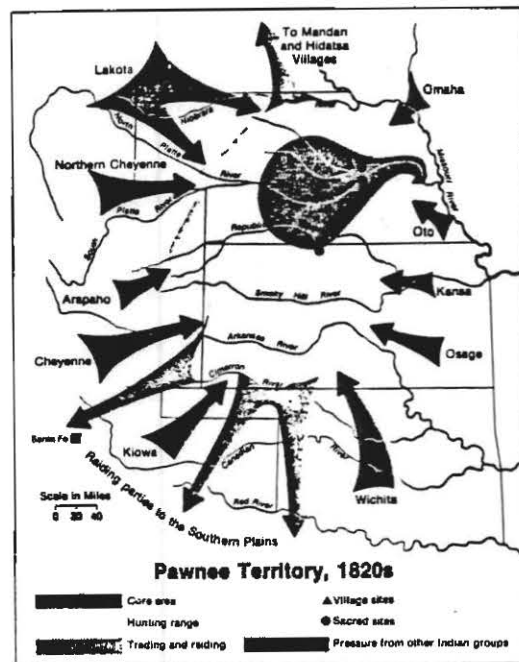 To Mandan
and Hidatsa
Villages
Lakota
Omaha
Niobrara
North
Platte
River
Missouri
River
Northern Cheyenne
South
Platte
River
Oto
Arapaho
Smoky Hill River
Kansa
Cheyenne
Arkansas
River
Osage
Cimarron
River
Santa Fe
Kiowa
Canadian
River
Wichita
Red River
Raiding parties to the Southern Plains
Scale in Miles
0 20 40
Pawnee Territory, 1820s
Core area
Village sites
Hunting range
Sacred sites
Trading and raiding
Pressure from other Indian groups